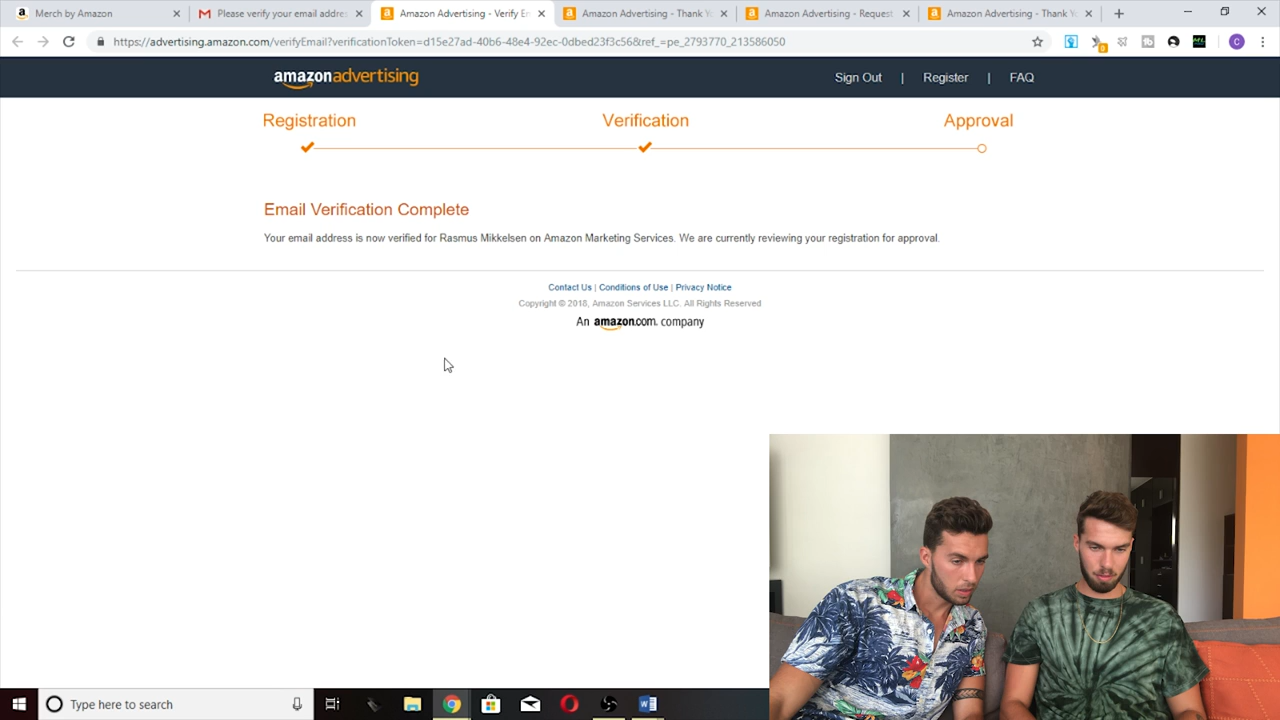 Merch by Amazon
Please verify your email addres
Amazon Advertising - Verify E
Amazon Advertising - Thank Y
Amazon Advertising - Request
Amazon Advertising - Thank Y
https://advertising.amazon.com/verifyEmail?verificationToken=d15e27ad-40b6-48e4-92ec-0dbed23f3c56&ref_=pe_2793770_213586050
amazonadvertising
Sign Out | Register | FAQ
Registration
Verification
Approval
Email Verification Complete
Your email address is now verified for Rasmus Mikkelsen on Amazon Marketing Services. We are currently reviewing your registration for approval.
Contact Us | Conditions of Use | Privacy Notice
Copyright © 2018, Amazon Services LLC. All Rights Reserved
An amazon.com. company
Type here to search